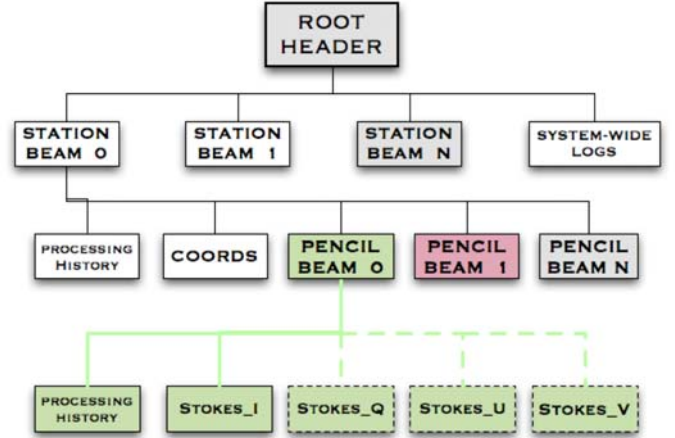 ROOT
HEADER
STATION
BEAM 0
STATION
BEAM 1
STATION
BEAM N
SYSTEM-WIDE
LOGS
PROCESSING
HISTORY
COORDS
PENCIL
BEAM 0
PENCIL
BEAM 1
PENCIL
BEAM N
PROCESSING
HISTORY
STOKES_I
STOKES_Q
STOKES_U
STOKES_V